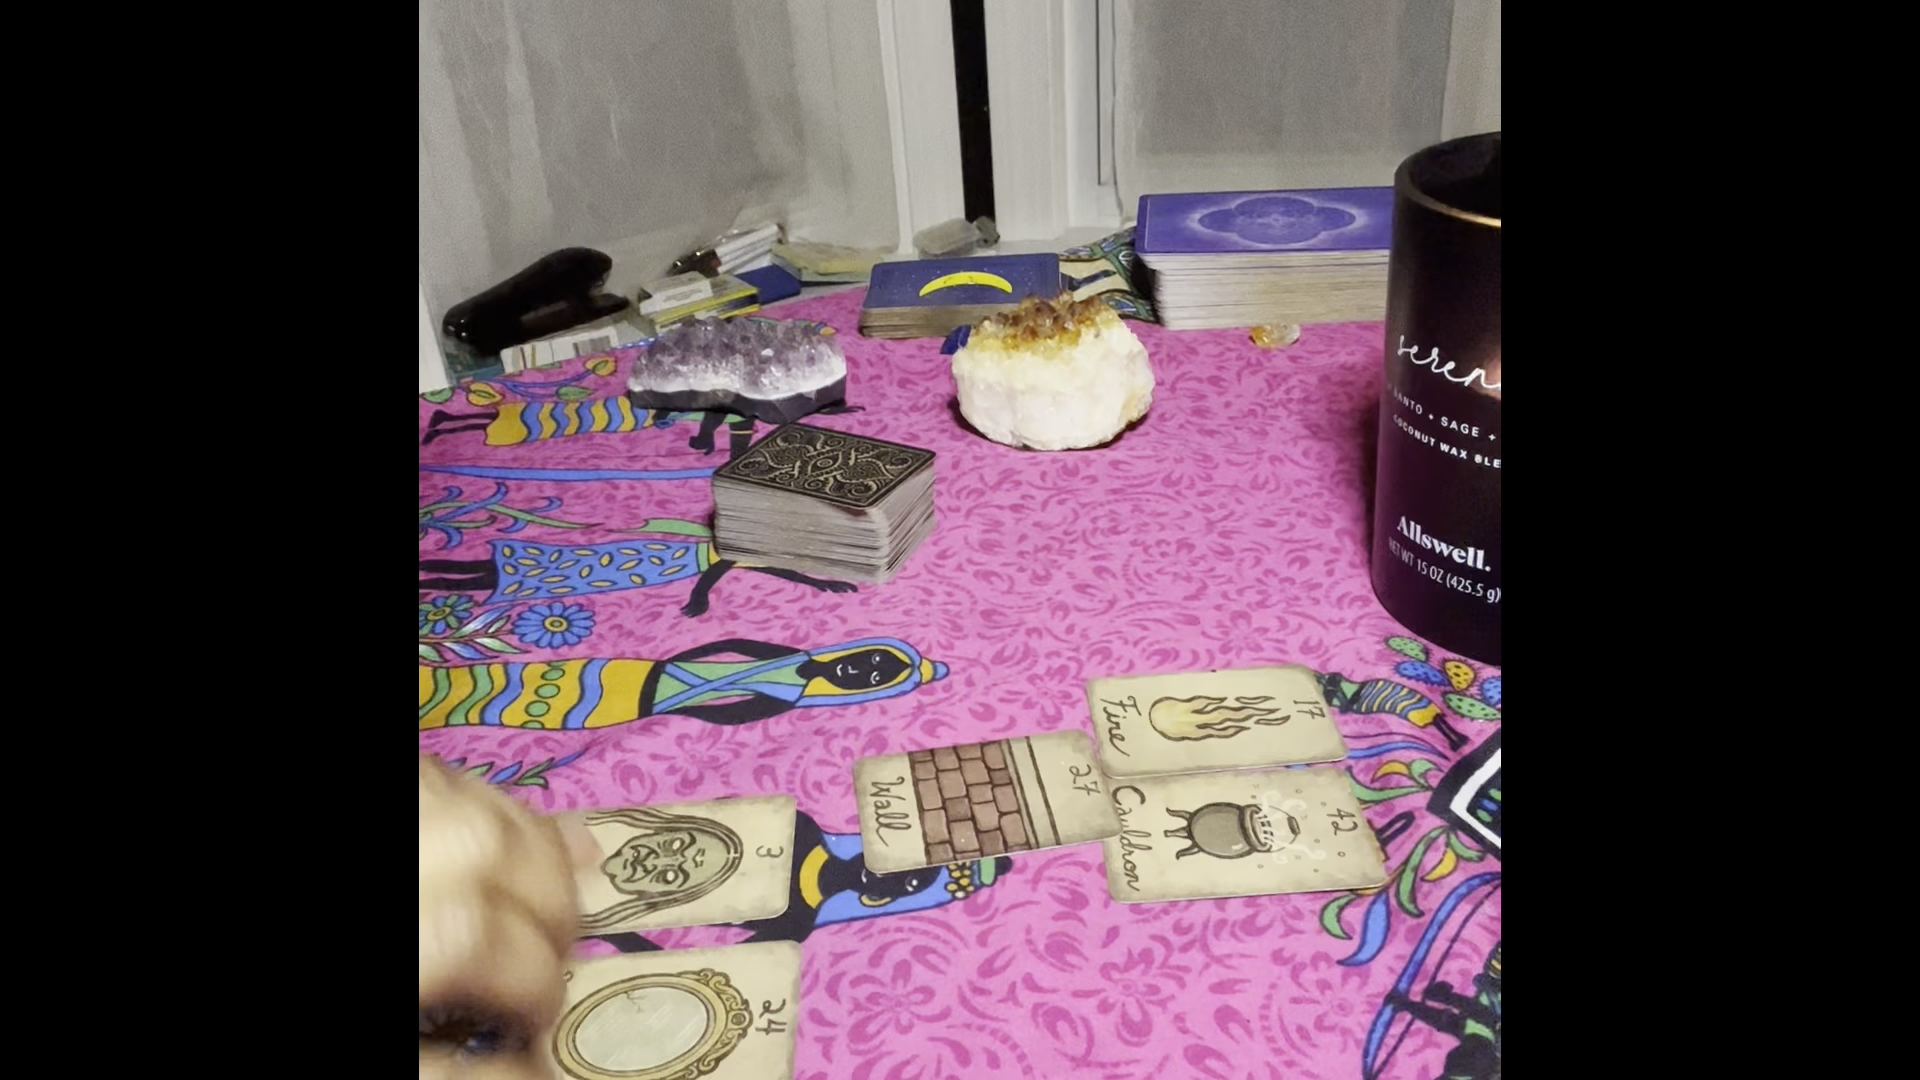 seren
SANTO + SAGE +
COCONUT WAX BLE
Allswell.
NET WT 15 OZ (425.5 g)
17
Fire
27
Wall
42
Cauldron
3
24